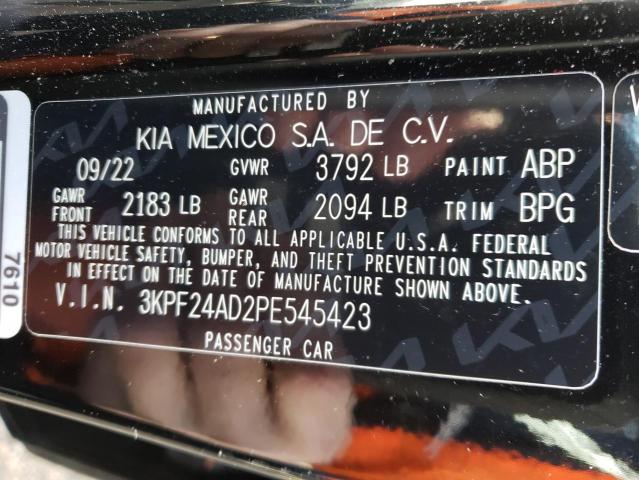 MANUFACTURED BY
KIA MEXICO S.A. DE C.V.
09/22 GVWR 3792 LB PAINT ABP
GAWR FRONT 2183 LB GAWR REAR 2094 LB TRIM BPG
THIS VEHICLE CONFORMS TO ALL APPLICABLE U.S.A. FEDERAL
MOTOR VEHICLE SAFETY, BUMPER, AND THEFT PREVENTION STANDARDS
IN EFFECT ON THE DATE OF MANUFACTURE SHOWN ABOVE.
V.I.N. 3KPF24AD2PE545423
PASSENGER CAR
7610